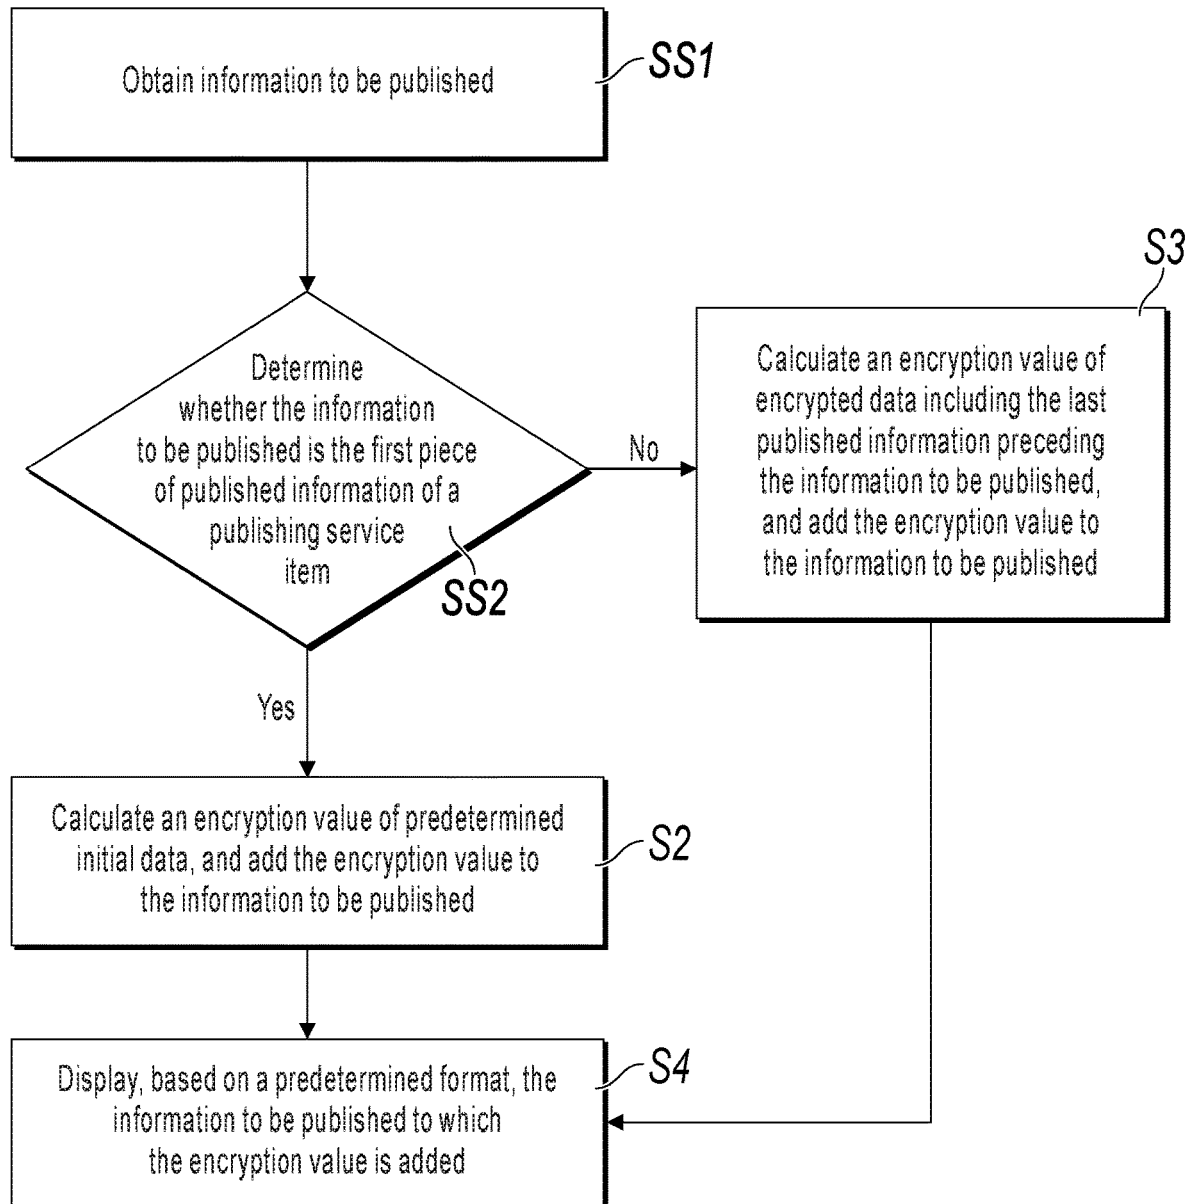 Obtain information to be published
SS1
Determine
whether the information
to be published is the first piece
of published information of a
publishing service
item
SS2
No
S3
Calculate an encryption value of
encrypted data including the last
published information preceding
the information to be published,
and add the encryption value to
the information to be published
Yes
Calculate an encryption value of predetermined
initial data, and add the encryption value to
the information to be published
S2
Display, based on a predetermined format, the
information to be published to which
the encryption value is added
S4